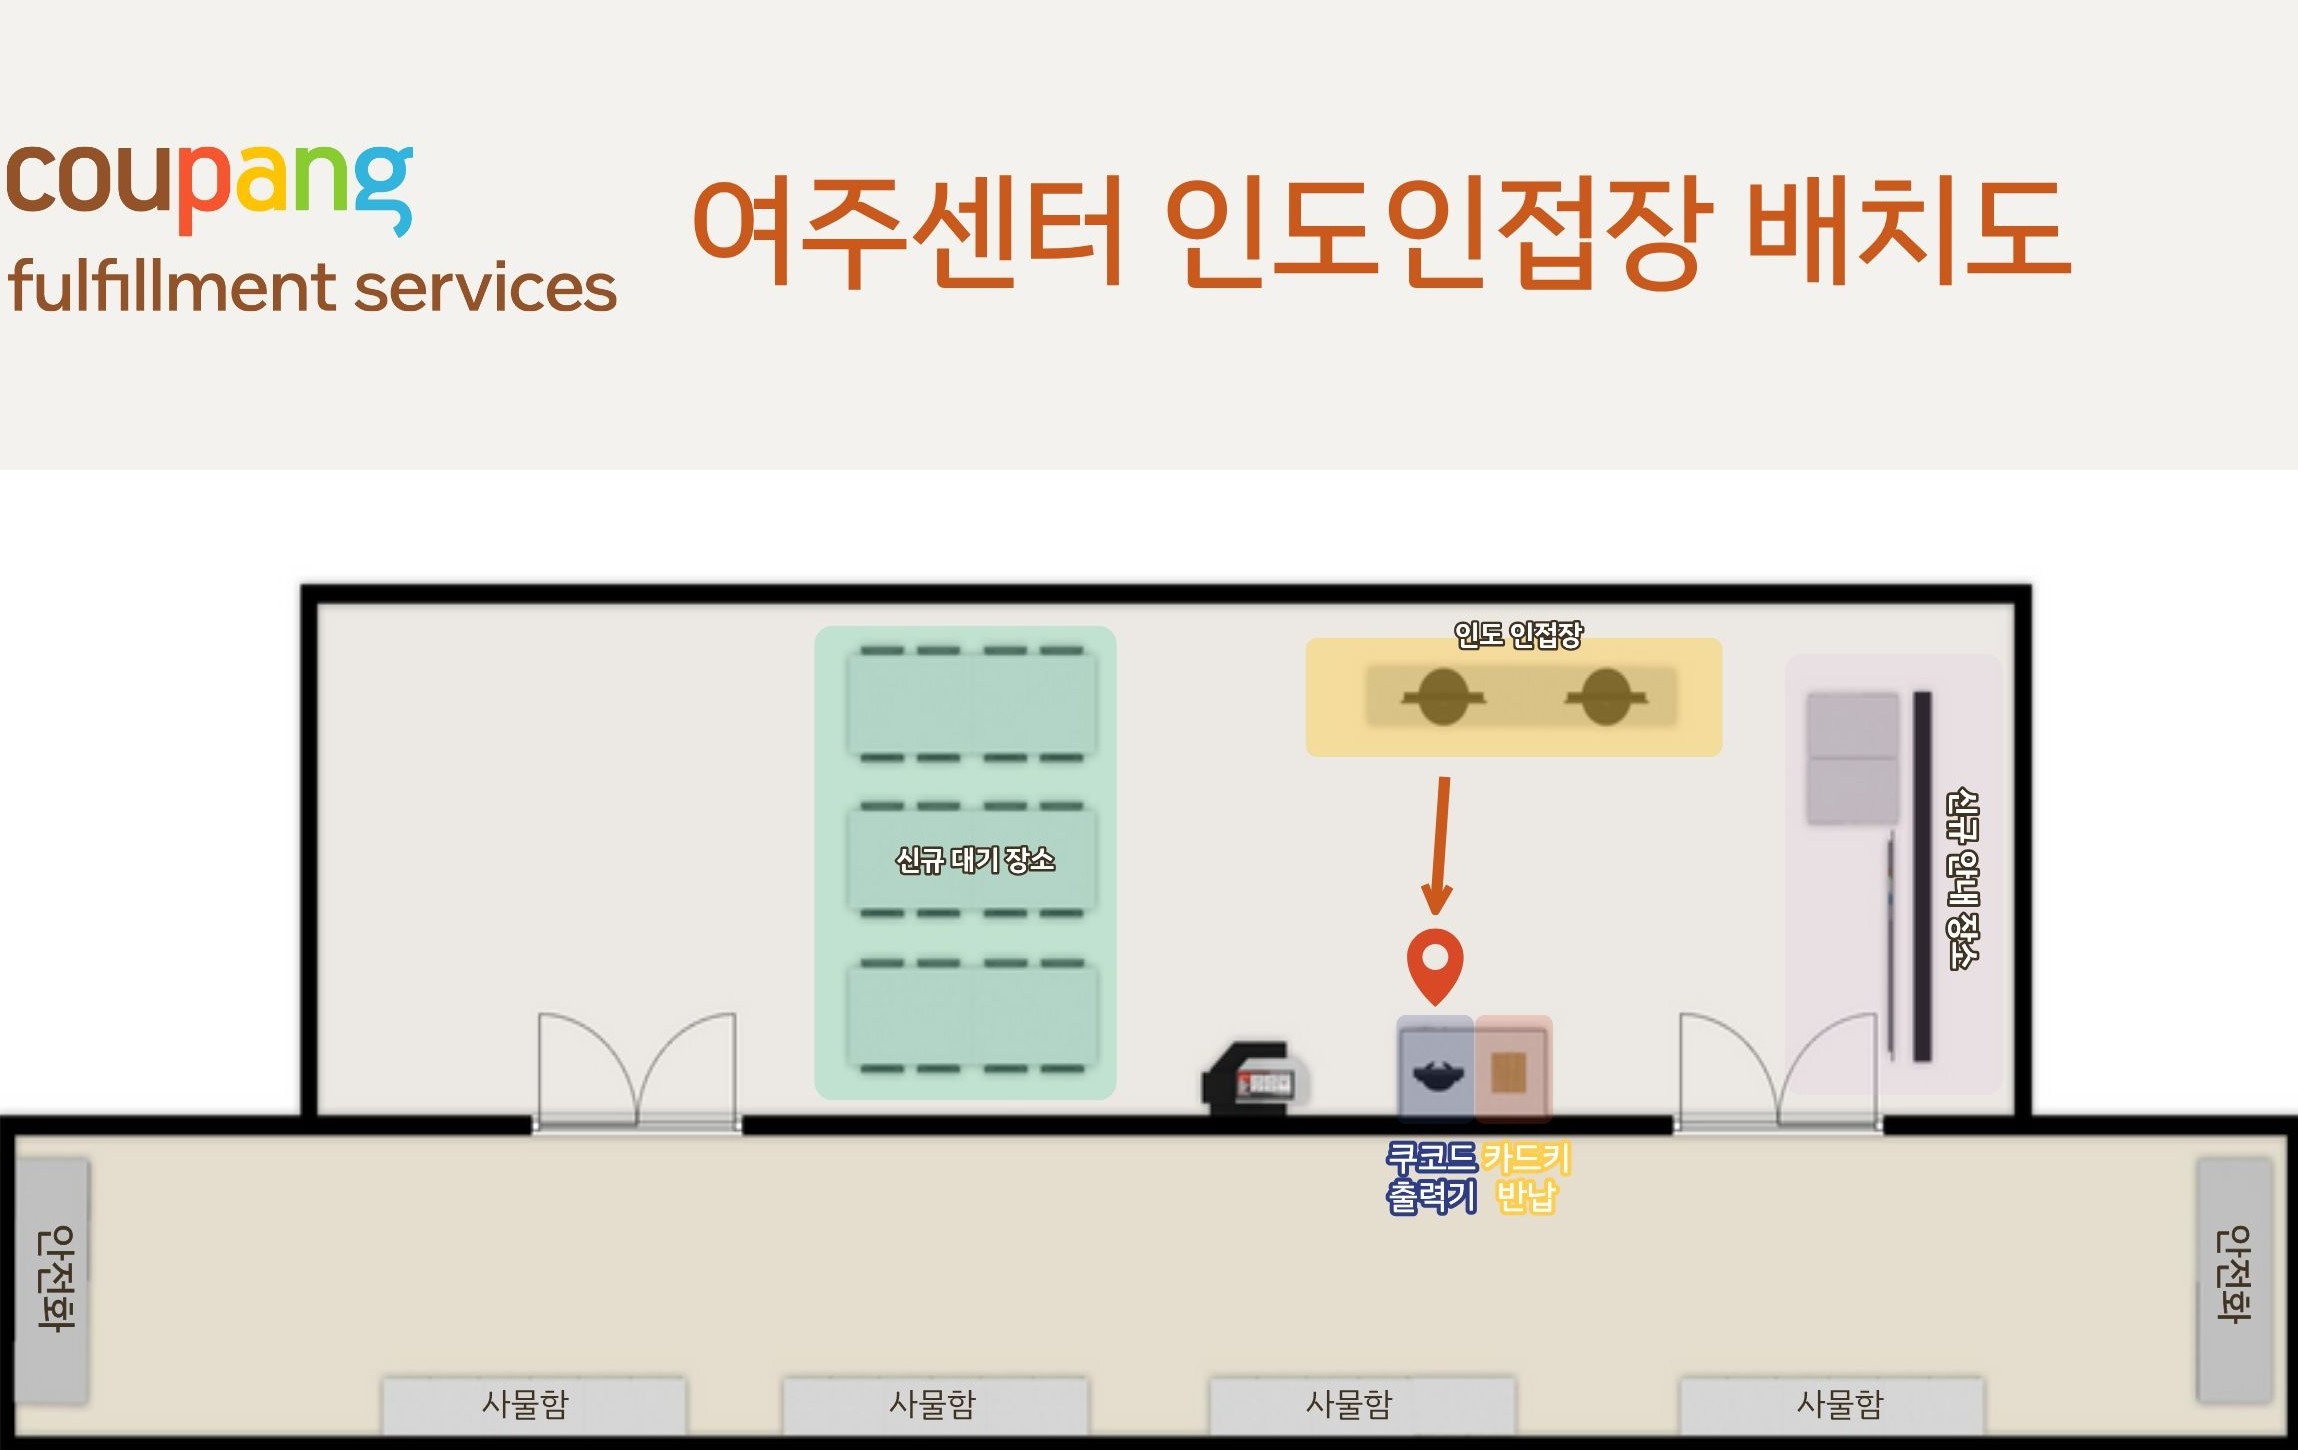 coupang
fulfillment services
여주센터 인도인접장 배치도
인도 인접장
신규 대기 장소
신규 안내 장소
쿠코드 카드키
출력기 반납
안전화
안전화
사물함
사물함
사물함
사물함